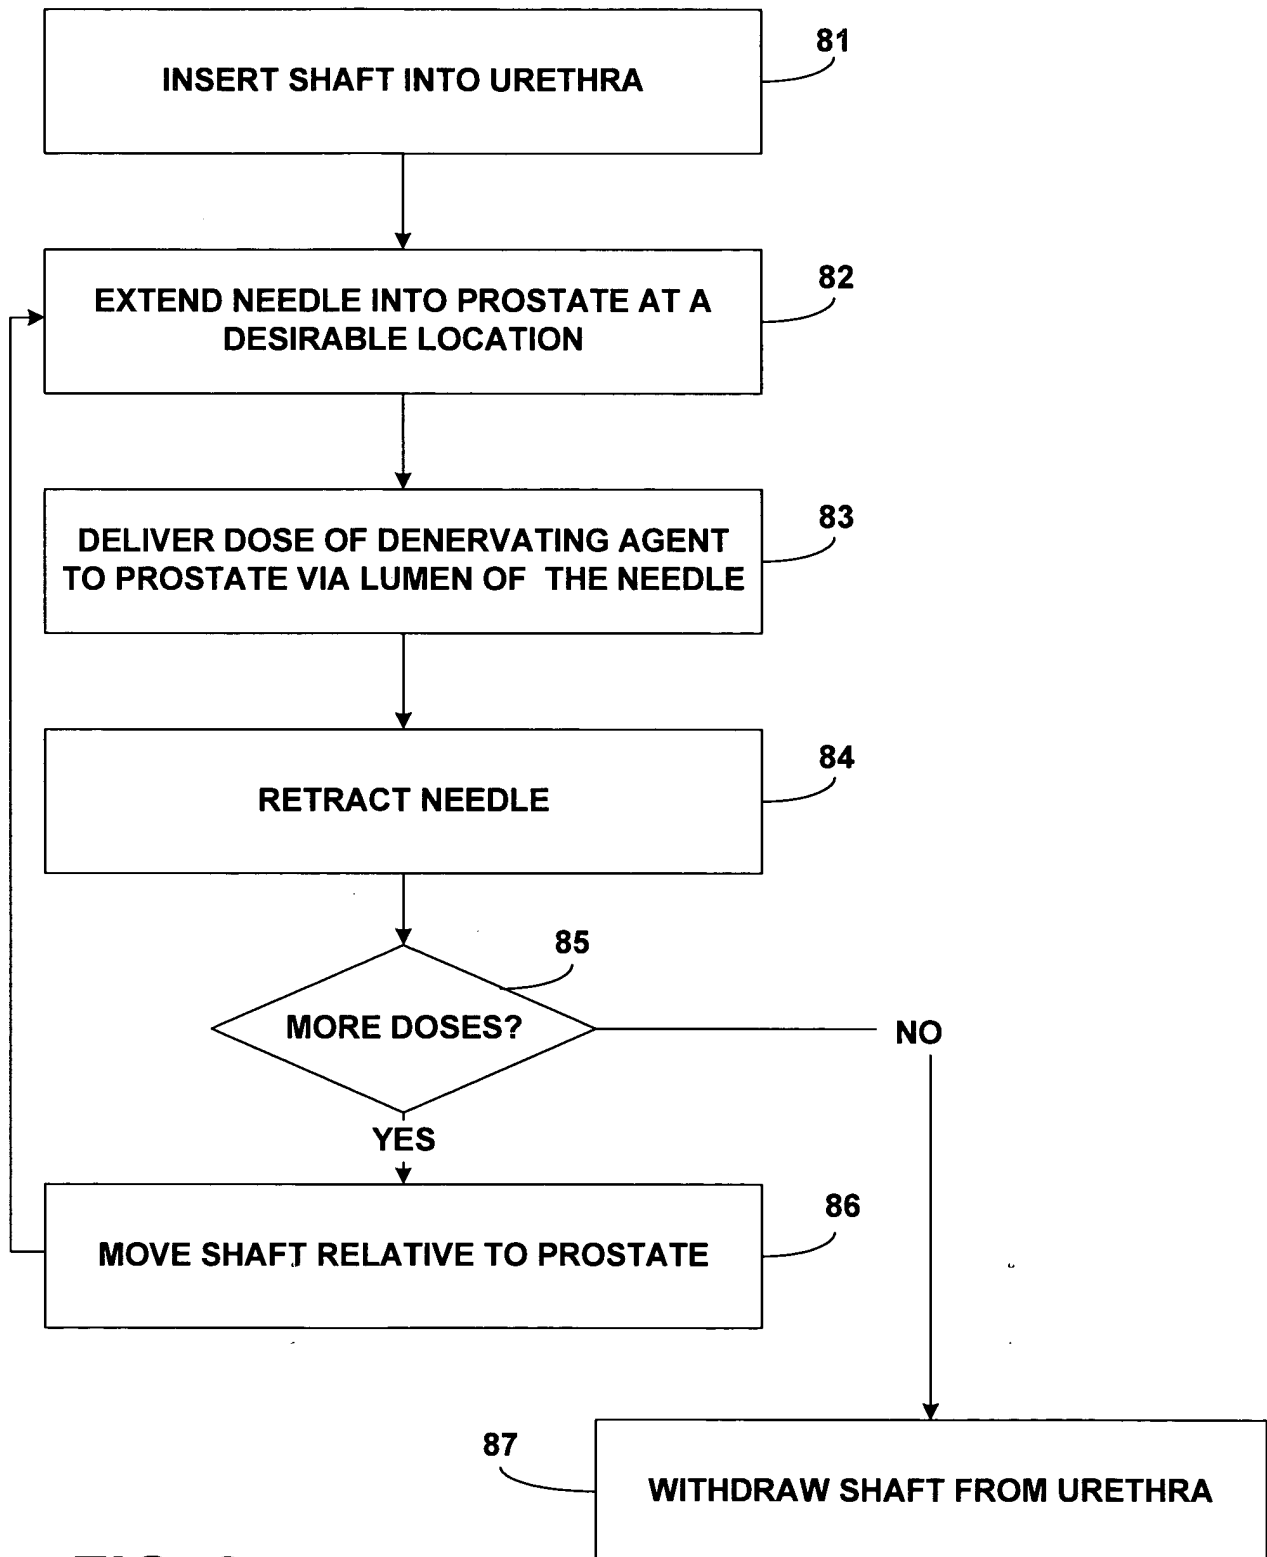 81
INSERT SHAFT INTO URETHRA
82
EXTEND NEEDLE INTO PROSTATE AT A
DESIRABLE LOCATION
83
DELIVER DOSE OF DENERVATING AGENT
TO PROSTATE VIA LUMEN OF THE NEEDLE
84
RETRACT NEEDLE
85
MORE DOSES?
NO
YES
86
MOVE SHAFT RELATIVE TO PROSTATE
87
WITHDRAW SHAFT FROM URETHRA